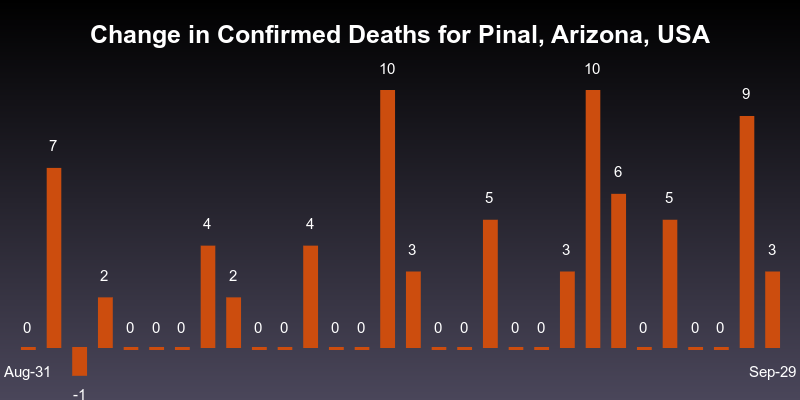 Change in Confirmed Deaths for Pinal, Arizona, USA
0 7 -1 2 0 0 0 4 2 0 0 4 0 0 10 3 0 0 5 0 0 3 10 6 0 5 0 0 9 3
Aug-31 Sep-29